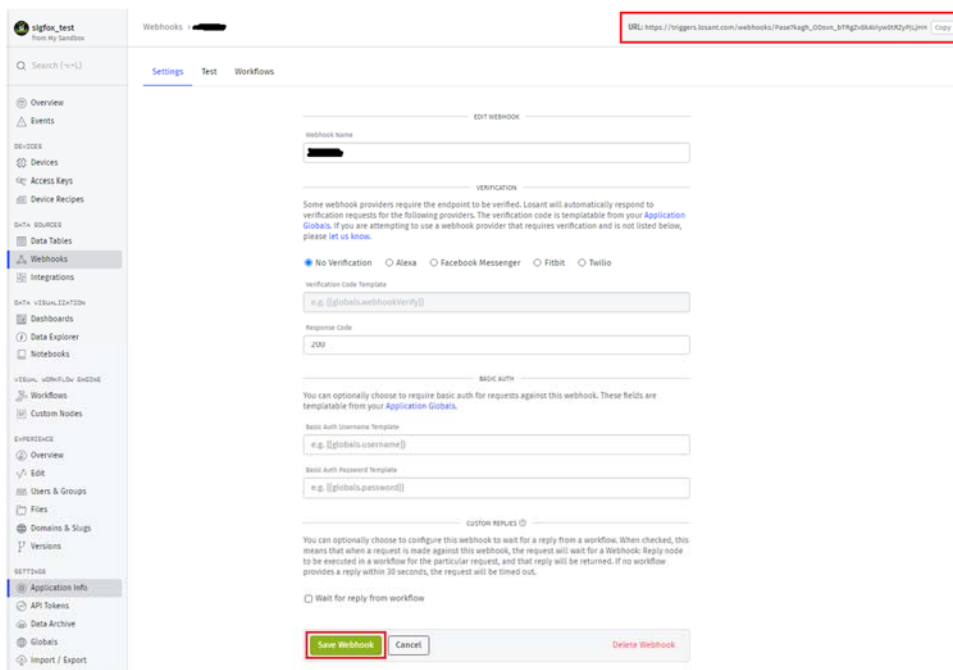 sigfox_test
from My Sandbox
Search (⌥+L)
Overview
Events
DEVICES
Devices
Access Keys
Device Recipes
DATA SOURCES
Data Tables
Webhooks
Integrations
DATA VISUALIZATION
Dashboards
Data Explorer
Notebooks
VISUAL WORKFLOW ENGINE
Workflows
Custom Nodes
EXPERIENCE
Overview
Edit
Users & Groups
Files
Domains & Slugs
Versions
SETTINGS
Application Info
API Tokens
Data Archive
Globals
Import / Export
Webhooks ›
URL: https://triggers.losant.com/webhooks/
Copy
Settings Test Workflows
EDIT WEBHOOK
Webhook Name
VERIFICATION
Some webhook providers require the endpoint to be verified. Losant will automatically respond to
verification requests for the following providers. The verification code is templatable from your Application
Globals. If you are attempting to use a webhook provider that requires verification and is not listed below,
please let us know.
No Verification Alexa Facebook Messenger Fitbit Twilio
Verification Code Template
e.g. {{globals.webhookVerify}}
Response Code
200
BASIC AUTH
You can optionally choose to require basic auth for requests against this webhook. These fields are
templatable from your Application Globals.
Basic Auth Username Template
e.g. {{globals.username}}
Basic Auth Password Template
e.g. {{globals.password}}
CUSTOM REPLIES
You can optionally choose to configure this webhook to wait for a reply from a workflow. When checked, this
means that when a request is made against this webhook, the request will wait for a Webhook: Reply node
to be executed in a workflow for the particular request, and that reply will be returned. If no workflow
provides a reply within 30 seconds, the request will be timed out.
Wait for reply from workflow
Save Webhook Cancel Delete Webhook